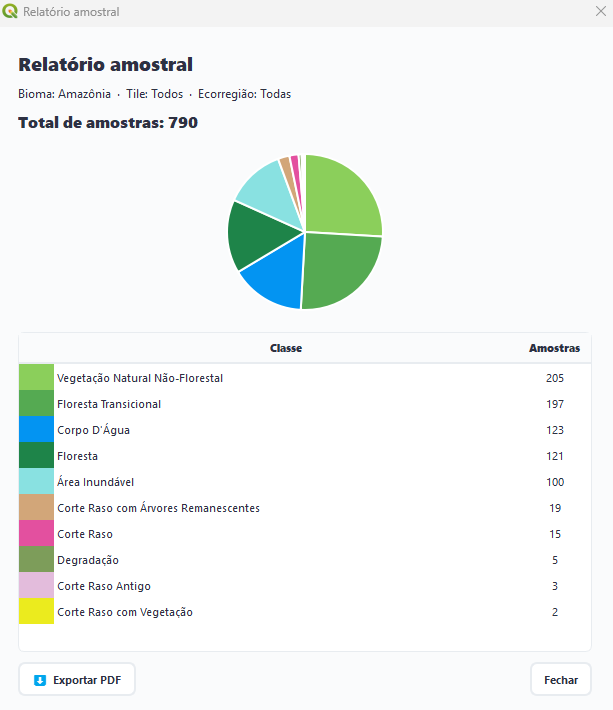 Relatório amostral
Relatório amostral
Bioma: Amazônia · Tile: Todos · Ecorregião: Todas
Total de amostras: 790
Classe Amostras
Vegetação Natural Não-Florestal 205
Floresta Transicional 197
Corpo D'Água 123
Floresta 121
Área Inundável 100
Corte Raso com Árvores Remanescentes 19
Corte Raso 15
Degradação 5
Corte Raso Antigo 3
Corte Raso com Vegetação 2
Exportar PDF Fechar